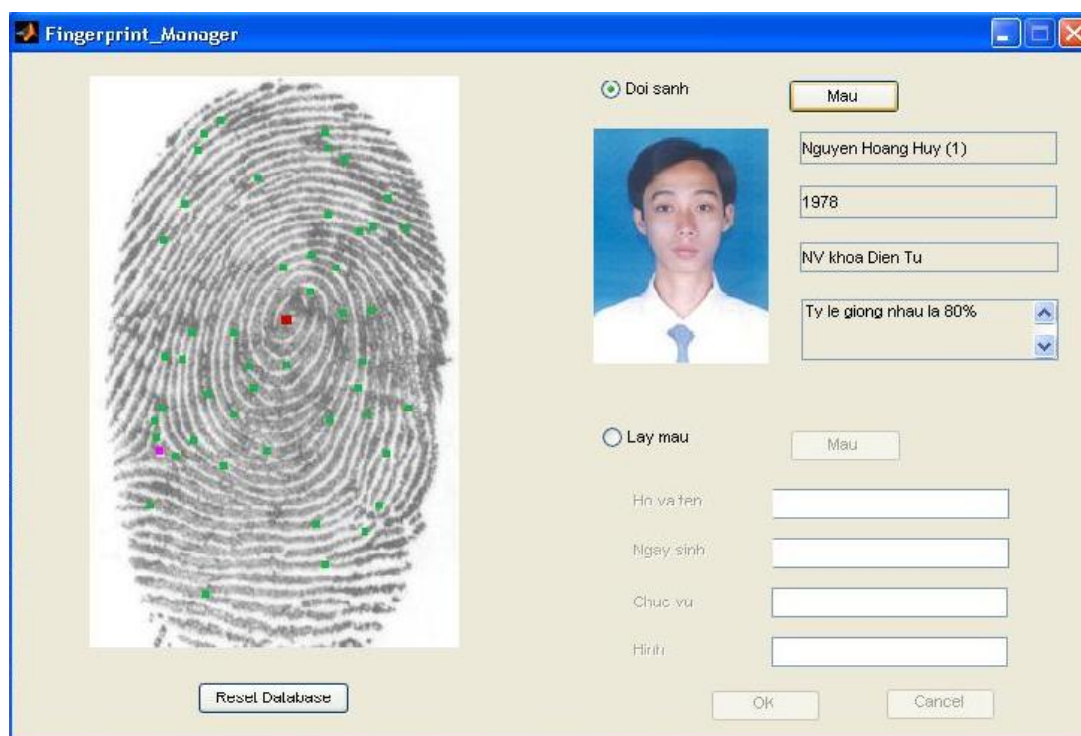 Fingerprint_Manager
Doi sanh
Mau
Nguyen Hoang Huy (1)
1978
NV khoa Dien Tu
Ty le giong nhau la 80%
Lay mau
Mau
Ho va ten
Ngay sinh
Chuc vu
Hinh
Reset Database
OK
Cancel